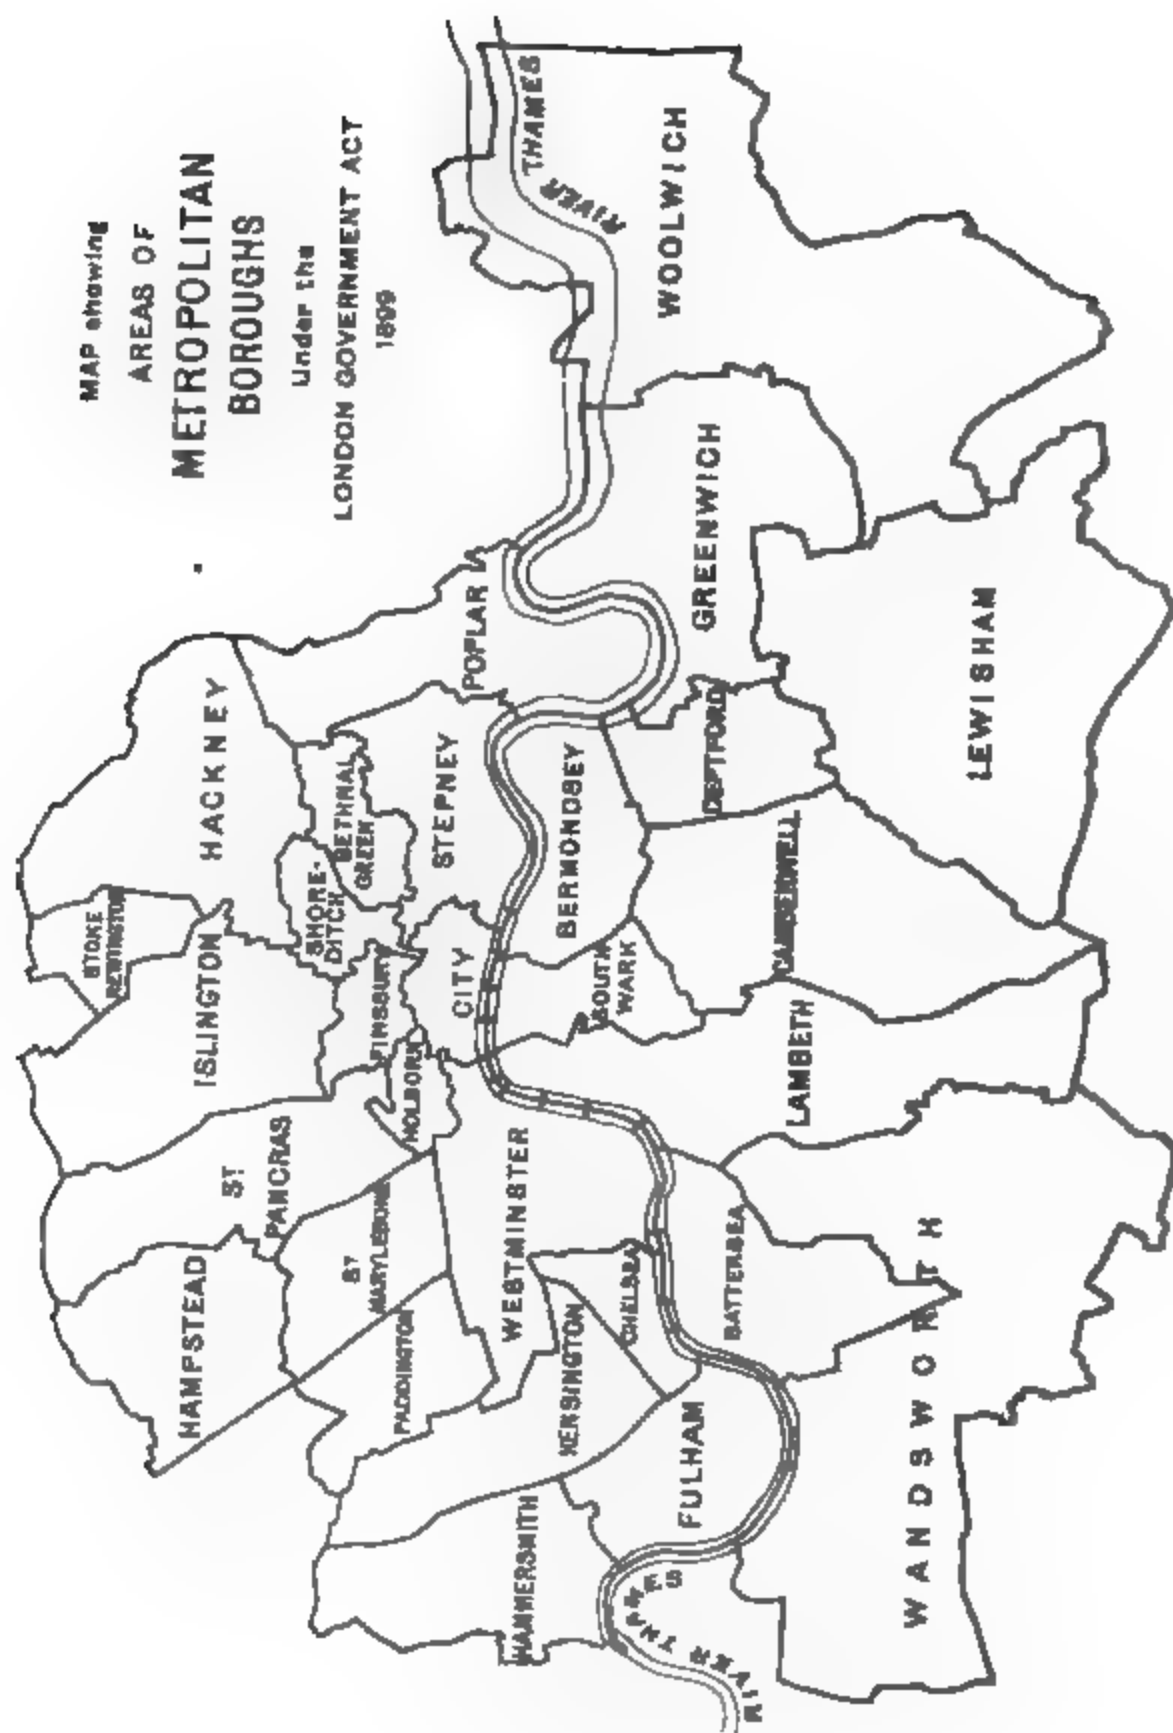 MAP showing
AREAS OF
METROPOLITAN
BOROUGHS
Under the
LONDON GOVERNMENT ACT
1899
STOKE
NEWINGTON
HACKNEY
ISLINGTON
HAMPSTEAD
ST
PANCRAS
SHORE-
DITCH
BETHNAL
GREEN
FINSBURY
HOLBORN
ST
MARYLEBONE
PADDINGTON
CITY
STEPNEY
POPLAR
WESTMINSTER
KENSINGTON
CHELSEA
HAMMERSMITH
FULHAM
RIVER THAMES
RIVER THAMES
BERMONDSEY
SOUTH
WARK
DEPTFORD
GREENWICH
WOOLWICH
BATTERSEA
LAMBETH
CAMBERWELL
LEWISHAM
WANDSWORTH